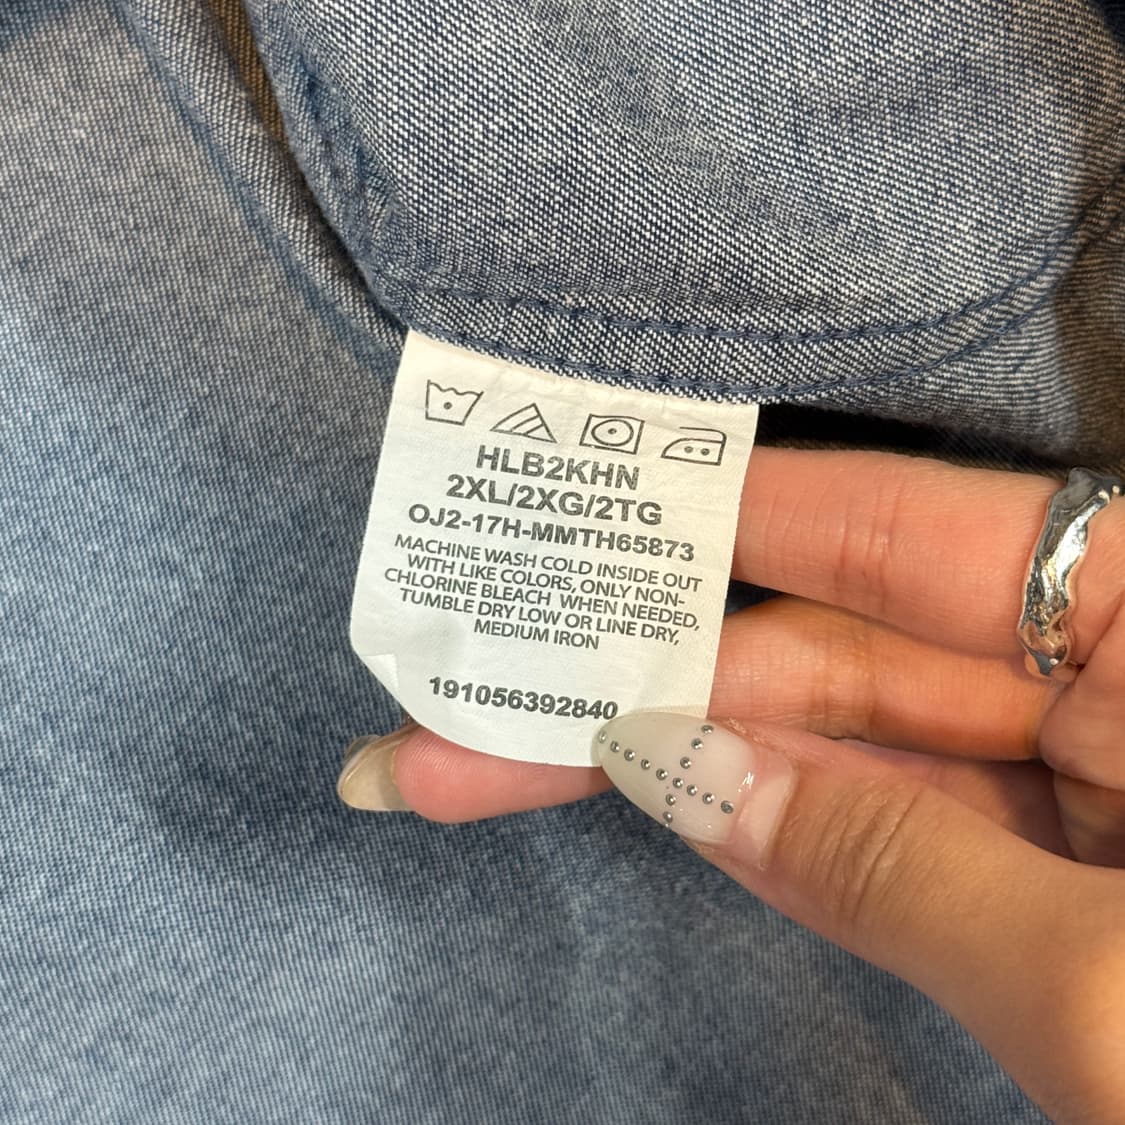 HLB2KHN
2XL/2XG/2TG
OJ2-17H-MMTH65873
MACHINE WASH COLD INSIDE OUT
WITH LIKE COLORS, ONLY NON-
CHLORINE BLEACH WHEN NEEDED,
TUMBLE DRY LOW OR LINE DRY,
MEDIUM IRON
191056392840